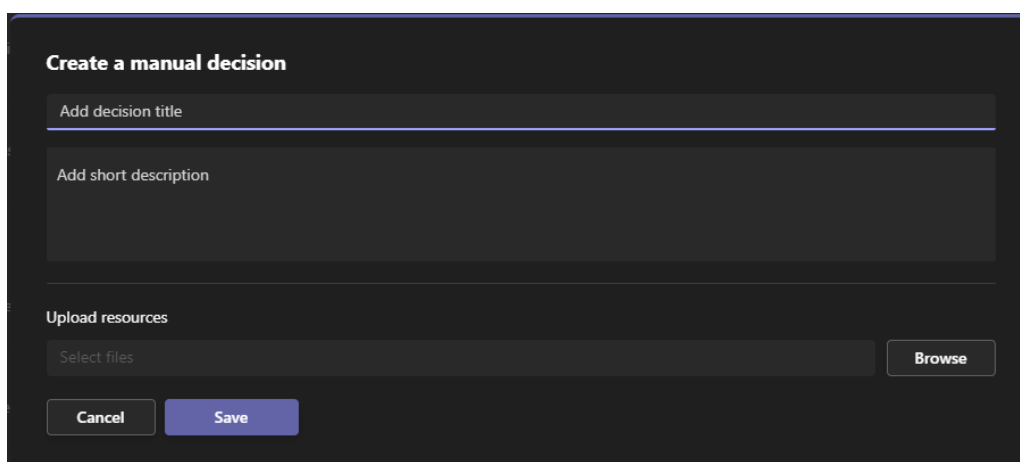 Create a manual decision
Add decision title
Add short description
Upload resources
Select files
Browse
Cancel
Save